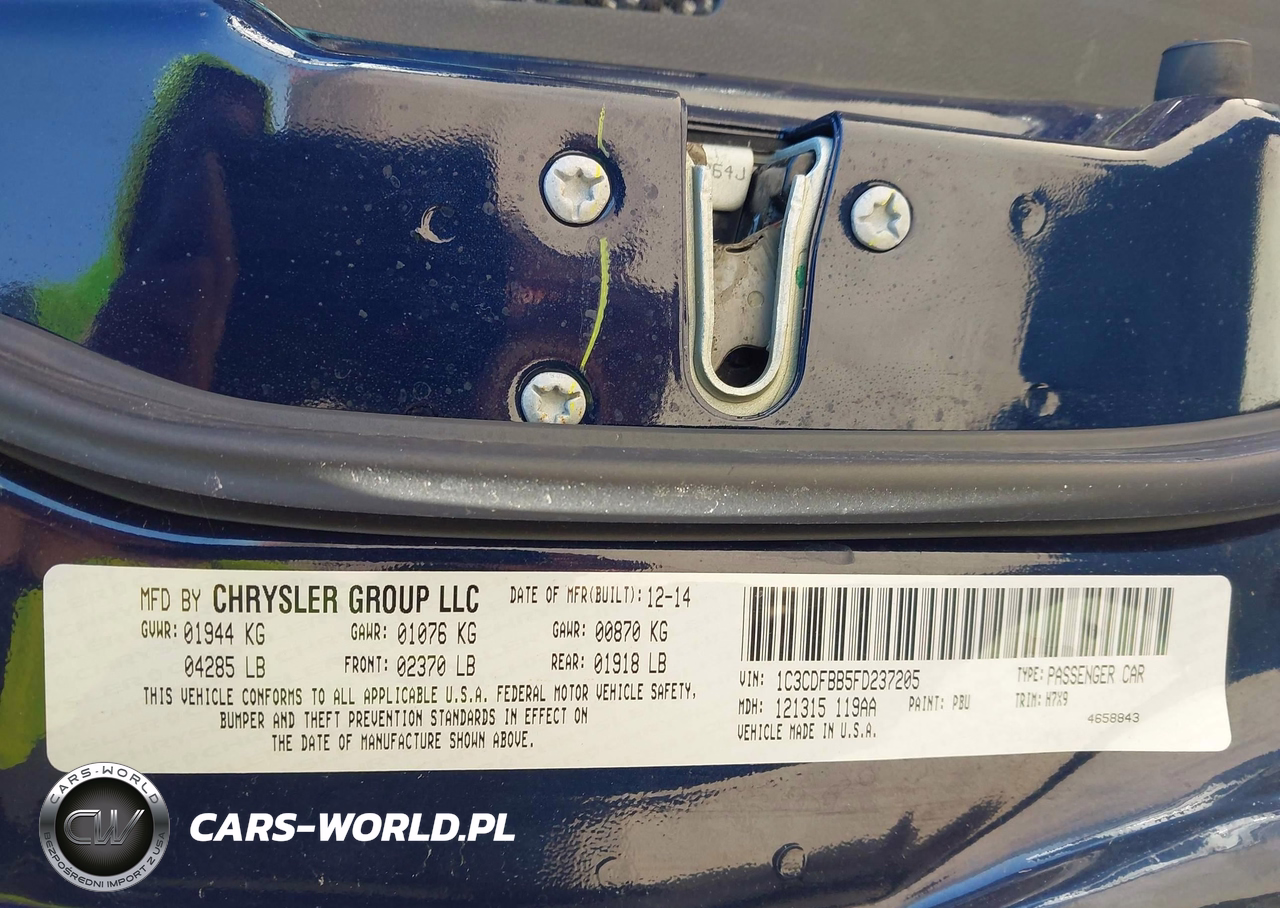 64J
MFD BY CHRYSLER GROUP LLC DATE OF MFR(BUILT): 12-14
GVWR: 01944 KG GAWR: 01076 KG GAWR: 00870 KG
04285 LB FRONT: 02370 LB REAR: 01918 LB
THIS VEHICLE CONFORMS TO ALL APPLICABLE U.S.A. FEDERAL MOTOR VEHICLE SAFETY,
BUMPER AND THEFT PREVENTION STANDARDS IN EFFECT ON
THE DATE OF MANUFACTURE SHOWN ABOVE.
VIN: 1C3CDFBB5FD237205 TYPE: PASSENGER CAR
MDH: 121315 119AA PAINT: PBU TRIM: H7X9
VEHICLE MADE IN U.S.A. 4658843
CARS-WORLD
CW
BEZPOŚREDNI IMPORT Z USA
CARS-WORLD.PL